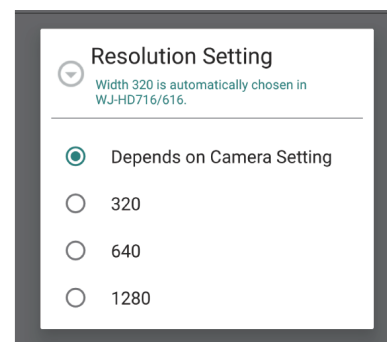 Resolution Setting
Width 320 is automatically chosen in
WJ-HD716/616.
Depends on Camera Setting
320
640
1280